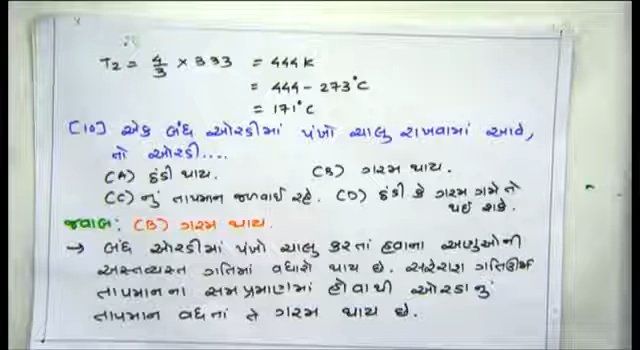 T₂ = 4/3 × 333 = 444 K
= 444 - 273°C
= 171°C
[10] એક બંધ ઓરડીમાં પંખો ચાલુ રાખવામાં આવે,
તો ઓરડી....
(A) ઠંડી થાય. (B) ગરમ થાય.
(C) નું તાપમાન જળવાઈ રહે. (D) ઠંડી કે ગરમ ગમે તે
થઈ શકે.
જવાબ: (B) ગરમ થાય.
→ બંધ ઓરડીમાં પંખો ચાલુ કરતાં હવાના અણુઓની
અસ્તવ્યસ્ત ગતિમાં વધારો થાય છે. સરેરાશ ગતિઊર્જા
તાપમાનના સમપ્રમાણમાં હોવાથી ઓરડાનું
તાપમાન વધતાં તે ગરમ થાય છે.